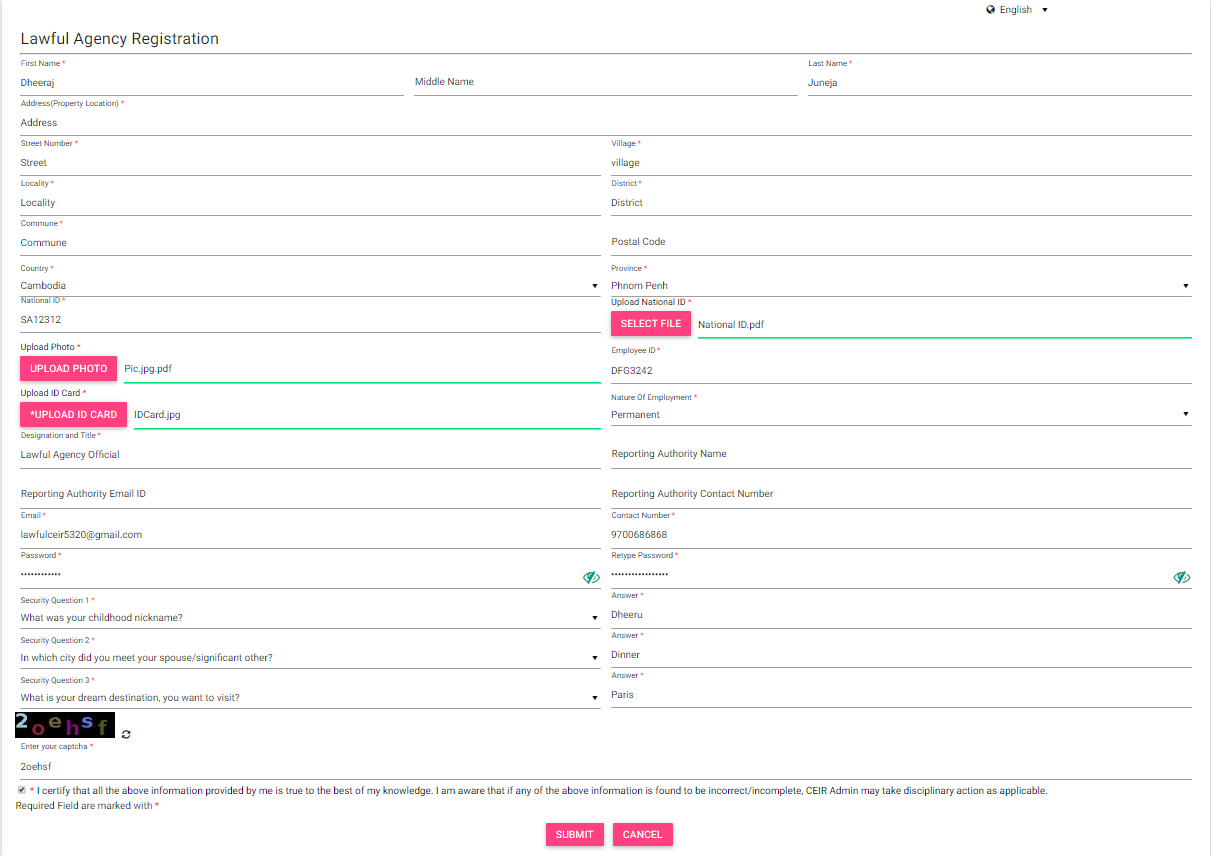 English
Lawful Agency Registration
First Name *
Last Name *
Dheeraj
Middle Name
Juneja
Address(Property Location) *
Address
Street Number *
Village *
Street
village
Locality *
District *
Locality
District
Commune *
Commune
Postal Code
Country *
Province *
Cambodia
Phnom Penh
National ID *
Upload National ID *
SA12312
SELECT FILE
National ID.pdf
Upload Photo *
Employee ID *
UPLOAD PHOTO
Pic.jpg.pdf
DFG3242
Upload ID Card *
Nature Of Employment *
*UPLOAD ID CARD
IDCard.jpg
Permanent
Designation and Title *
Lawful Agency Official
Reporting Authority Name
Reporting Authority Email ID
Reporting Authority Contact Number
Email *
Contact Number *
lawfulceir5320@gmail.com
9700686868
Password *
Retype Password *
••••••••••••
••••••••••••••••
Security Question 1 *
Answer *
What was your childhood nickname?
Dheeru
Security Question 2 *
Answer *
In which city did you meet your spouse/significant other?
Dinner
Security Question 3 *
Answer *
What is your dream destination, you want to visit?
Paris
2oehsf
Enter your captcha *
2oehsf
* I certify that all the above information provided by me is true to the best of my knowledge. I am aware that if any of the above information is found to be incorrect/incomplete, CEIR Admin may take disciplinary action as applicable.
Required Field are marked with *
SUBMIT
CANCEL